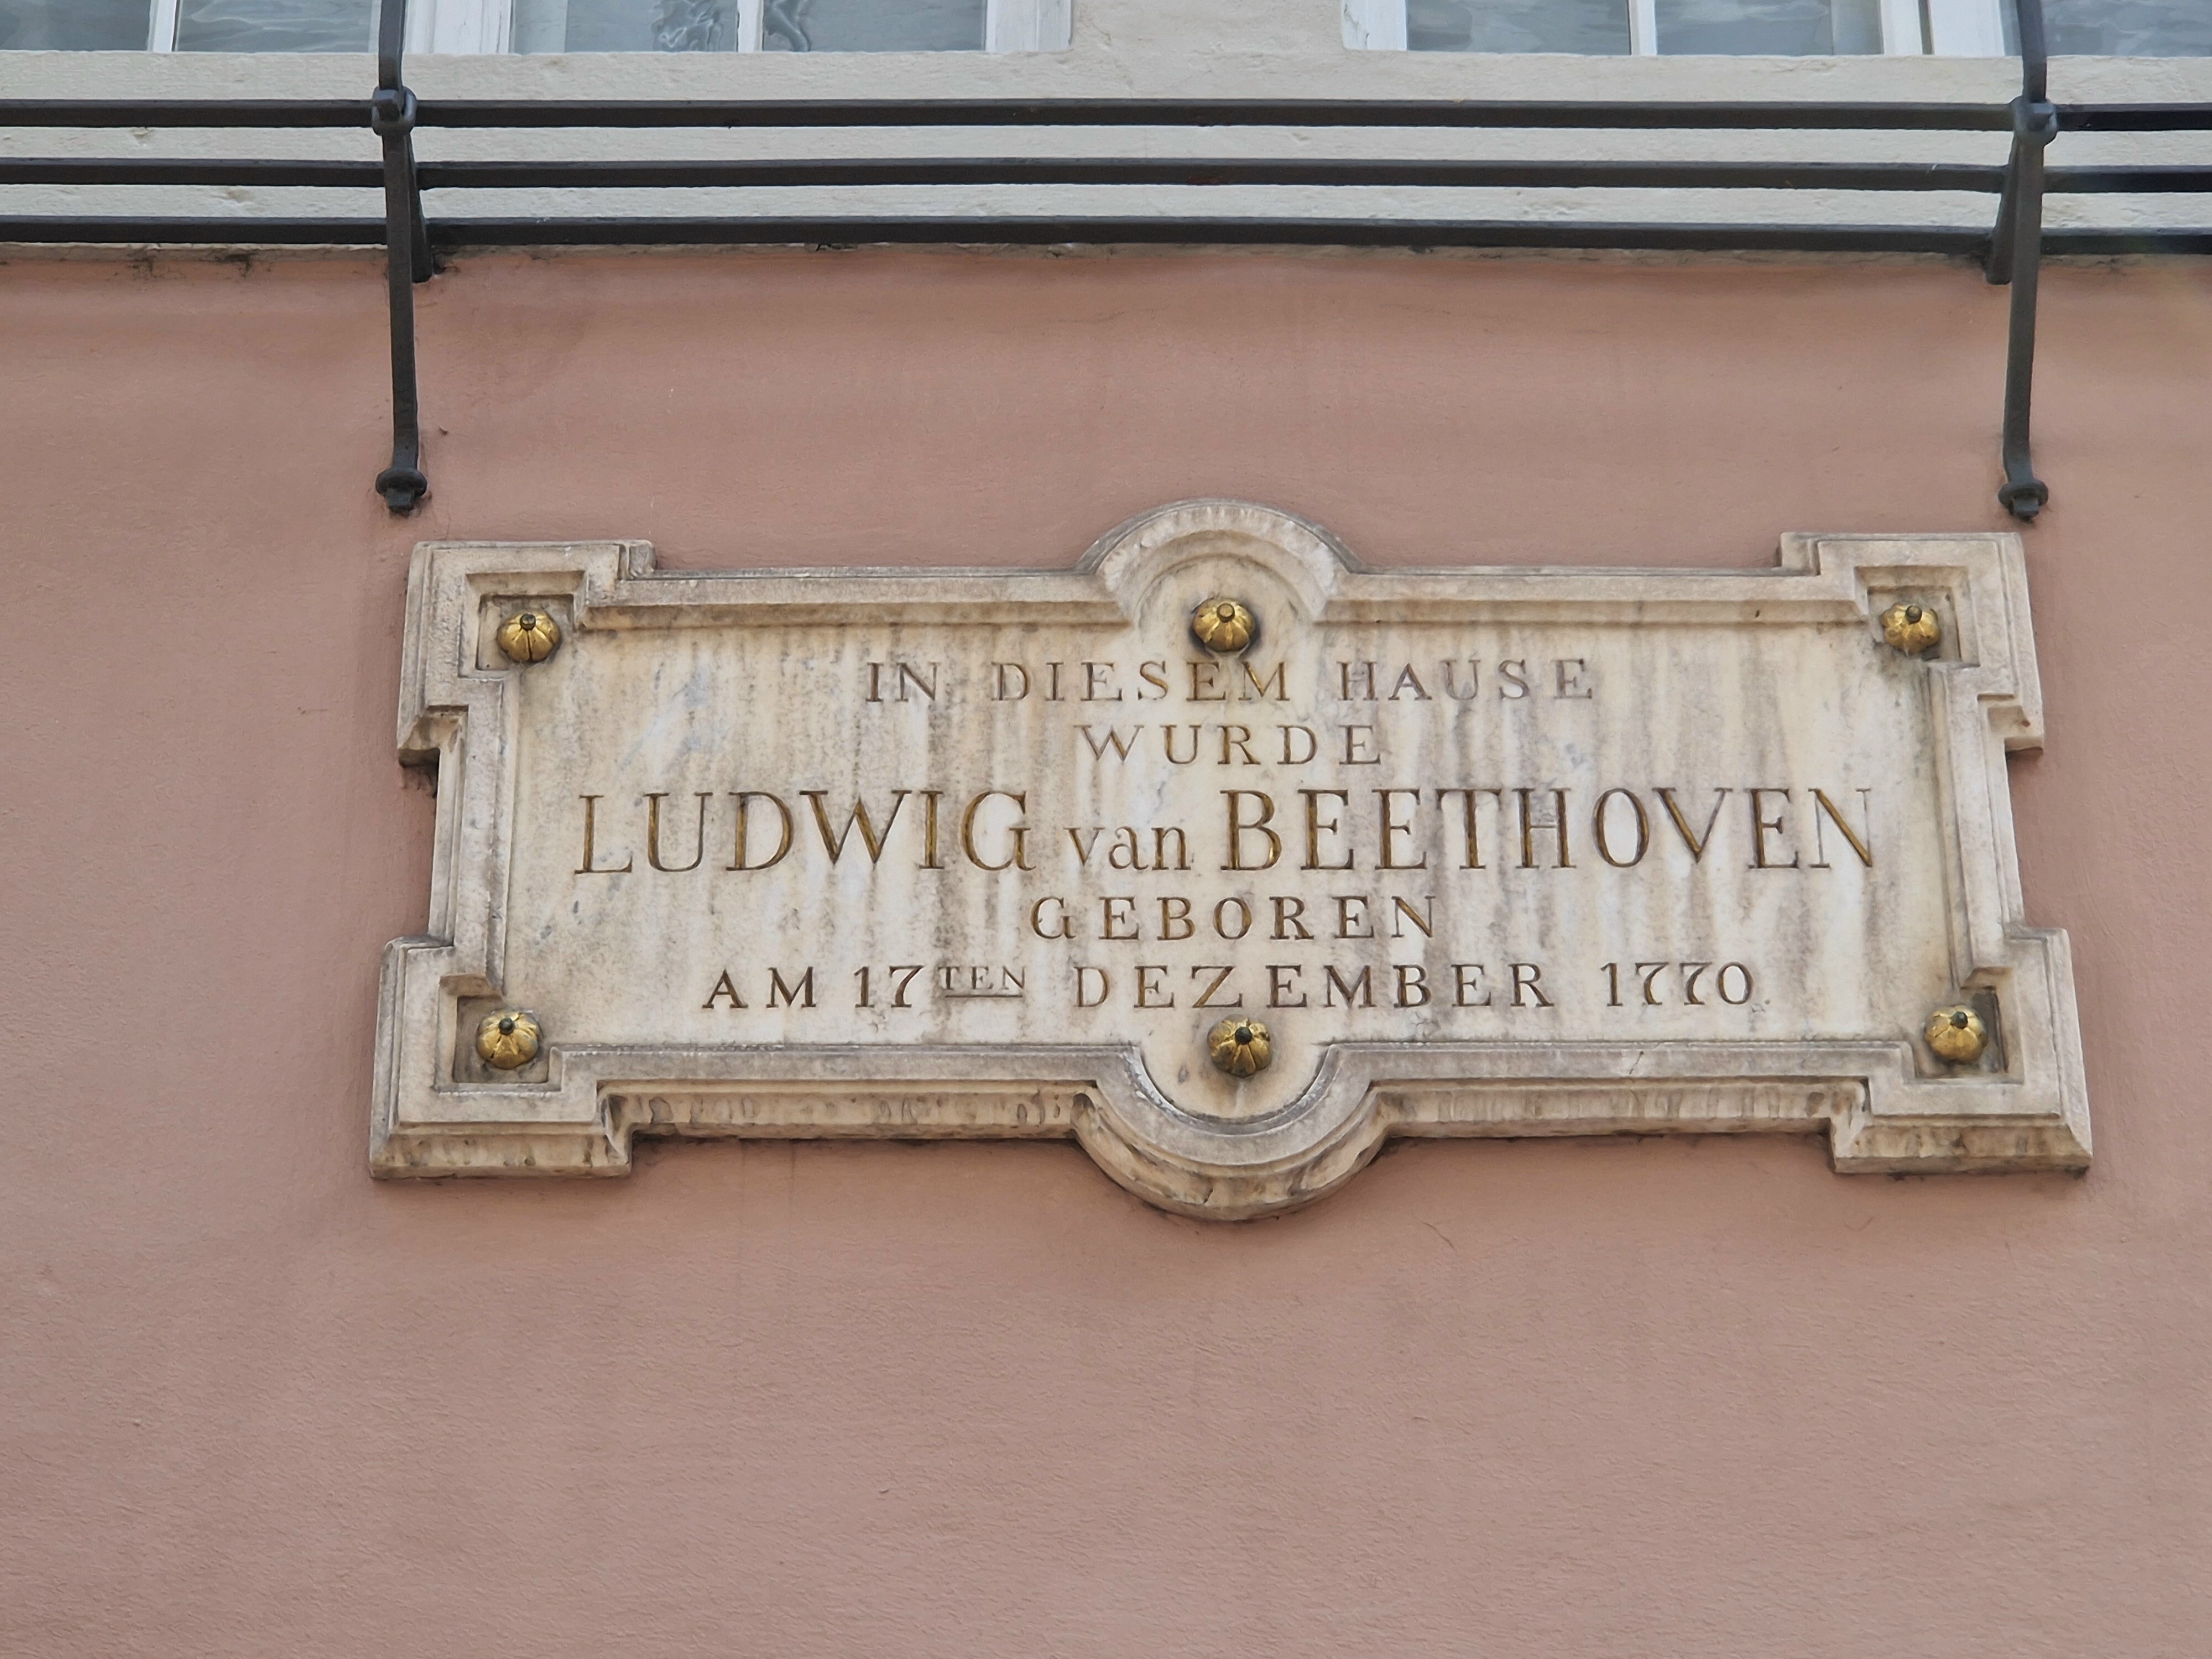 IN DIESEM HAUSE
WURDE
LUDWIG van BEETHOVEN
GEBOREN
AM 17TEN DEZEMBER 1770.